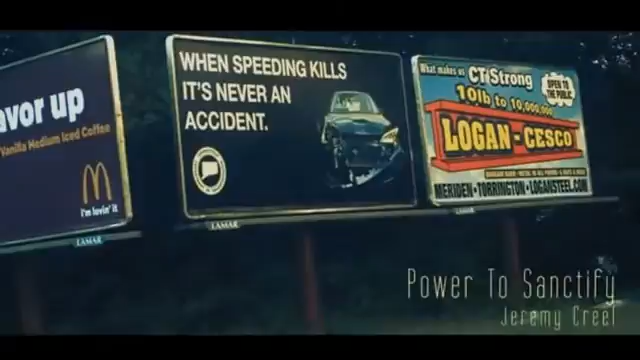 avor up
Vanilla Medium Iced Coffee
i'm lovin' it
LAMAR
WHEN SPEEDING KILLS
IT'S NEVER AN
ACCIDENT.
LAMAR
What makes us CT Strong
10lb to 10,000,000
OPEN TO
THE PUBLIC
LOGAN - CESCO
MERIDEN • TORRINGTON • LOGANSTEEL.COM
LAMAR
Power To Sanctify
Jeremy Creel